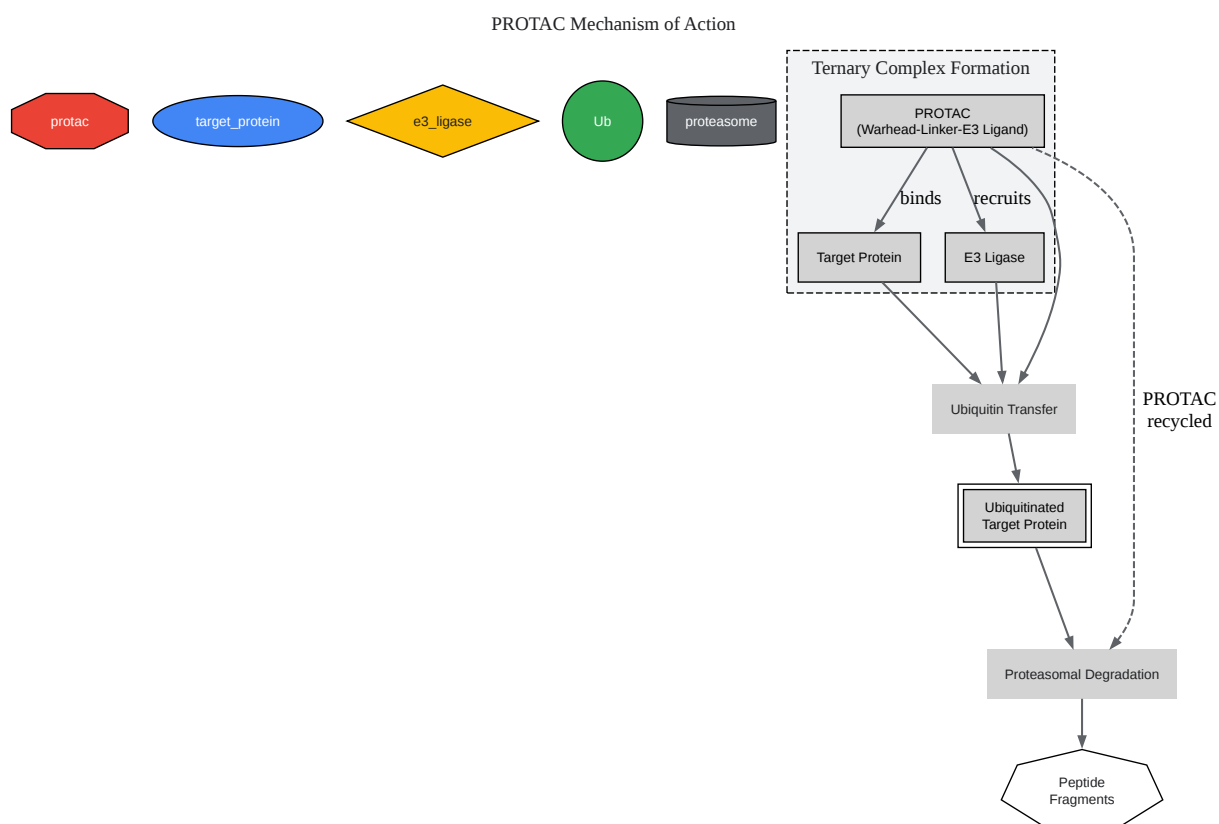 PROTAC Mechanism of Action
protac
target_protein
e3_ligase
Ub
proteasome
Ternary Complex Formation
PROTAC
(Warhead-Linker-E3 Ligand)
binds
recruits
Target Protein
E3 Ligase
PROTAC
recycled
Ubiquitin Transfer
Ubiquitinated
Target Protein
Proteasomal Degradation
Peptide
Fragments